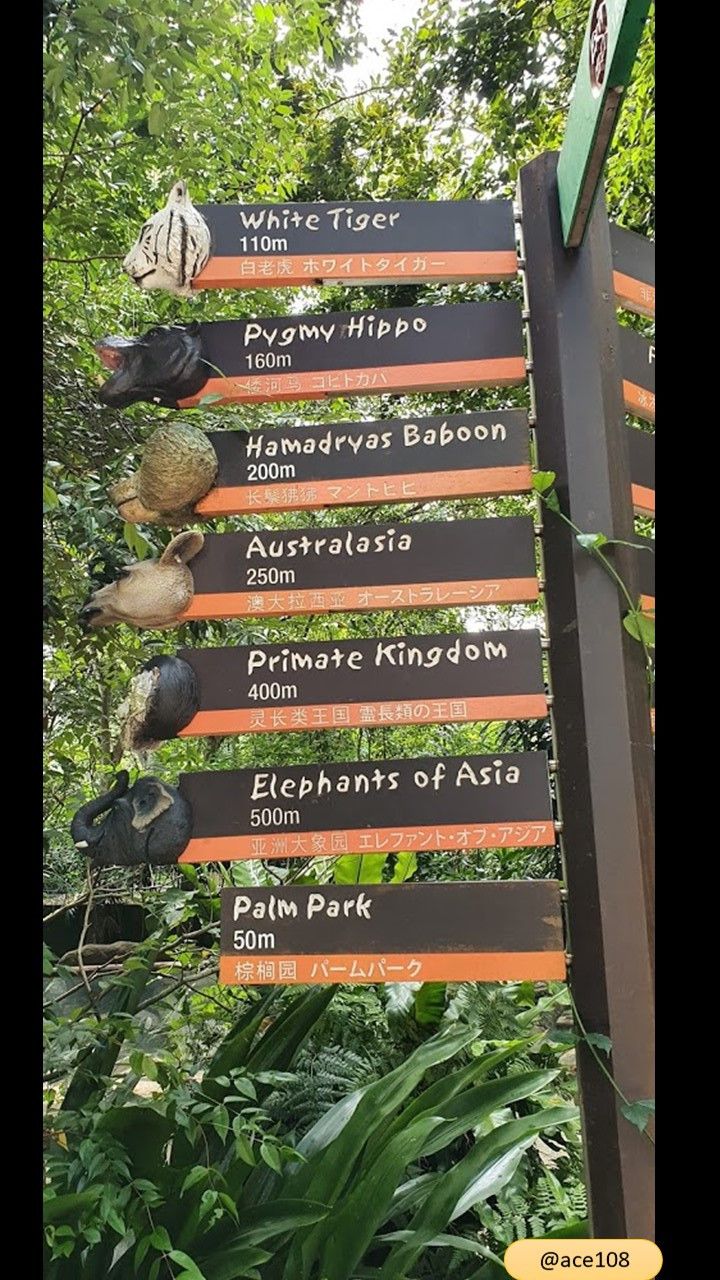 White Tiger
110m
白老虎 ホワイトタイガー
Pygmy Hippo
160m
倭河马 コビトカバ
Hamadryas Baboon
200m
长鬃狒狒 マントヒヒ
Australasia
250m
澳大拉西亚 オーストラレーシア
Primate Kingdom
400m
灵长类王国 霊長類の王国
Elephants of Asia
500m
亚洲大象园 エレファント・オブ・アジア
Palm Park
50m
棕榈园 パームパーク
@ace108